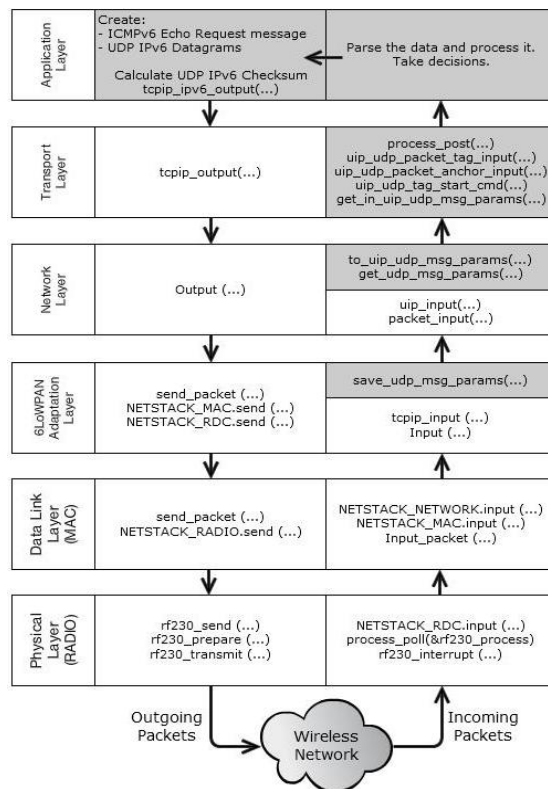 Application
Layer
Create:
- ICMPv6 Echo Request message
- UDP IPv6 Datagrams
Calculate UDP IPv6 Checksum
tcpip_ipv6_output(...)
Parse the data and process it.
Take decisions.
Transport
Layer
tcpip_output(...)
process_post(...)
uip_udp_packet_tag_input(...)
uip_udp_packet_anchor_input(...)
uip_udp_tag_start_cmd(...)
get_in_uip_udp_msg_params(...)
Network
Layer
Output (...)
to_uip_udp_msg_params(...)
get_udp_msg_params(...)
uip_input(...)
packet_input(...)
6LoWPAN
Adaptation
Layer
send_packet (...)
NETSTACK_MAC.send (...)
NETSTACK_RDC.send (...)
save_udp_msg_params(...)
tcpip_input (...)
Input (...)
Data Link
Layer
(MAC)
send_packet (...)
NETSTACK_RADIO.send (...)
NETSTACK_NETWORK.input (...)
NETSTACK_MAC.input (...)
Input_packet (...)
Physical
Layer
(RADIO)
rf230_send (...)
rf230_prepare (...)
rf230_transmit (...)
NETSTACK_RDC.input (...)
process_poll(&rf230_process)
rf230_interrupt (...)
Outgoing
Packets
Wireless
Network
Incoming
Packets